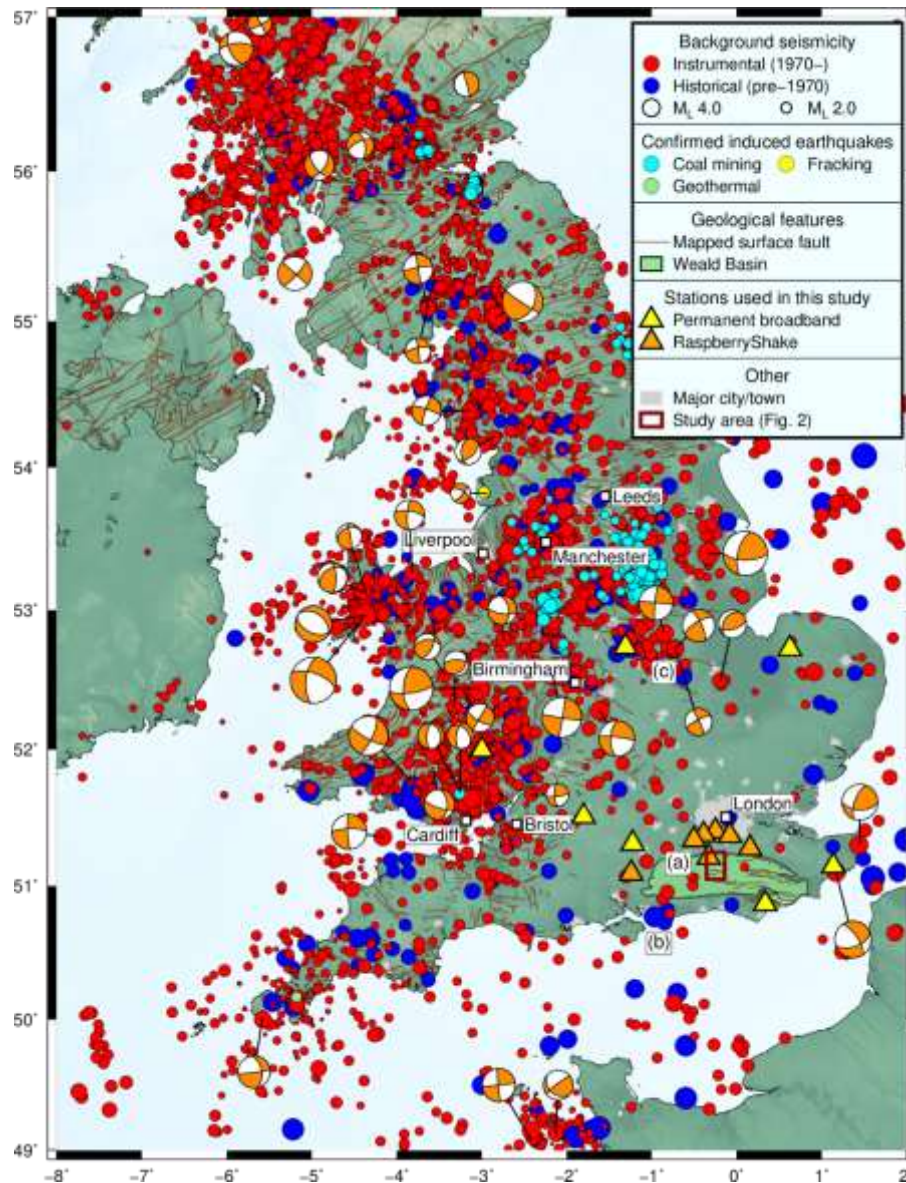 57˚
56˚
55˚
54˚
53˚
52˚
51˚
50˚
49˚
Background seismicity
Instrumental (1970−)
Historical (pre−1970)
ML 4.0 ML 2.0
Confirmed induced earthquakes
Coal mining Fracking
Geothermal
Geological features
Mapped surface fault
Weald Basin
Stations used in this study
Permanent broadband
RaspberryShake
Other
Major city/town
Study area (Fig. 2)
Leeds
Liverpool
Manchester
Birmingham
(c)
London
Cardiff
Bristol
(a)
(b)
−8 −7˚ −6˚ −5˚ −4˚ −3˚ −2˚ −1˚ 0˚ 1˚ 2